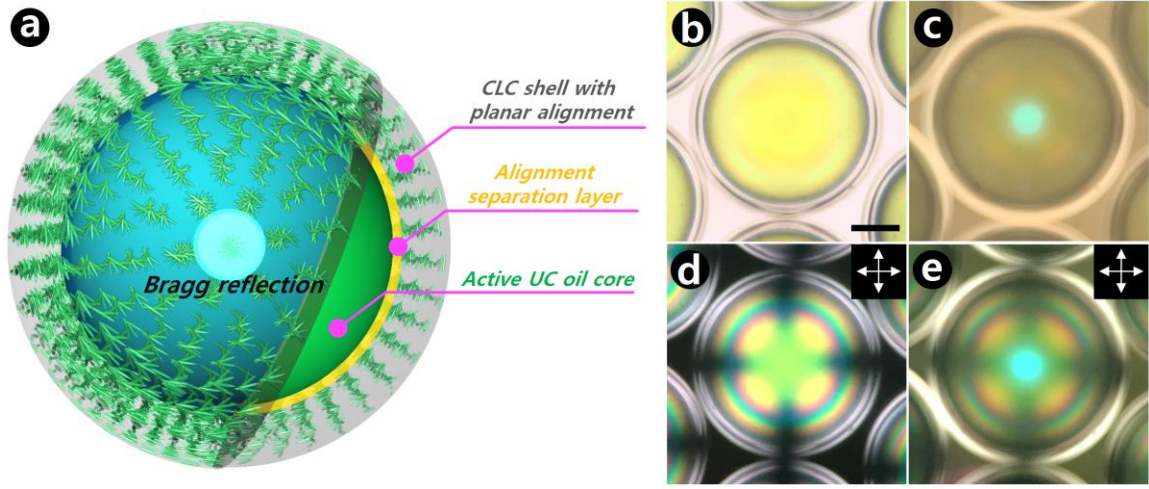 a
CLC shell with
planar alignment
Alignment
separation layer
Active UC oil core
Bragg reflection
b
c
d
e